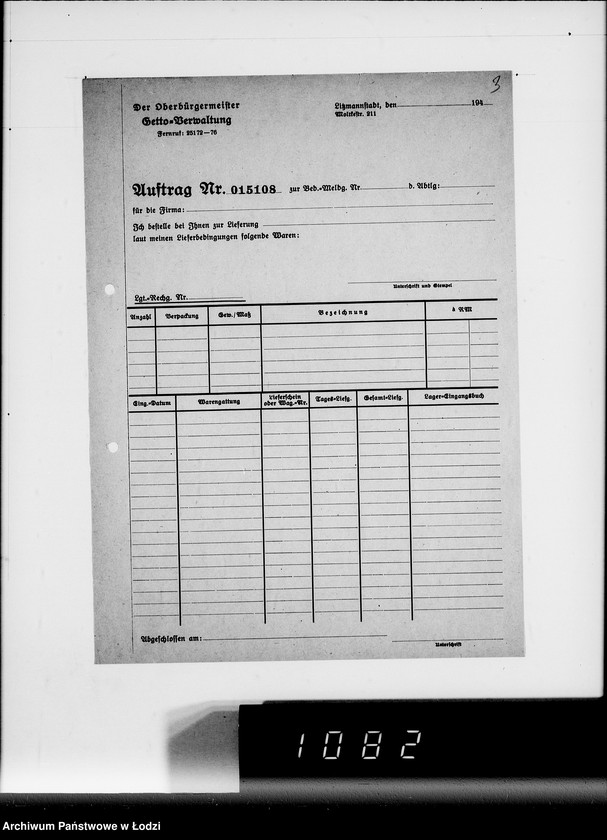 3
Der Oberbürgermeister
Getto=Verwaltung
Fernruf: 25172—76
Litzmannstadt, den 194
Moltkestr. 211
Auftrag Nr. 015108 zur Bed.=Meldg. Nr. d. Abtlg:
für die Firma:
Ich bestelle bei Ihnen zur Lieferung
laut meinen Lieferbedingungen folgende Waren:
Unterschrift und Stempel
Lgt.=Rechg. Nr.
Anzahl Verpackung Gew./Maß Bezeichnung à RM
Eing.=Datum Warengattung Lieferschein oder Wag.=Nr. Tages=Liefg. Gesamt=Liefg. Lager=Eingangsbuch
Abgeschlossen am:
Unterschrift
1082
Archiwum Państwowe w Łodzi